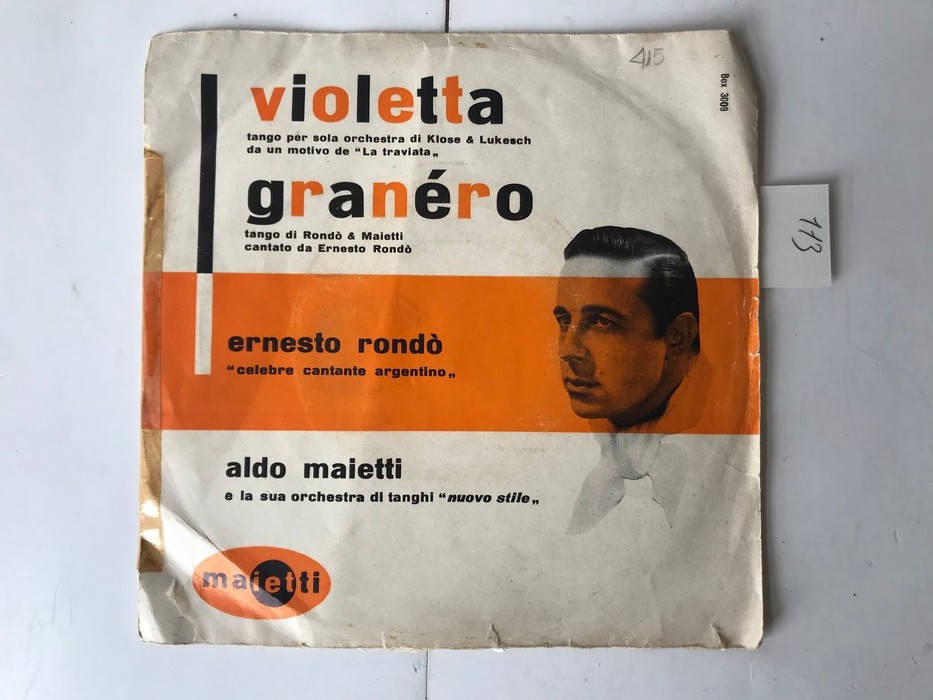 415
Box 3009
violetta
tango per sola orchestra di Klose & Lukesch
da un motivo de "La traviata„
granéro
tango di Rondò & Maietti
cantato da Ernesto Rondò
113
ernesto rondò
"celebre cantante argentino„
aldo maietti
e la sua orchestra di tanghi "nuovo stile„
maietti